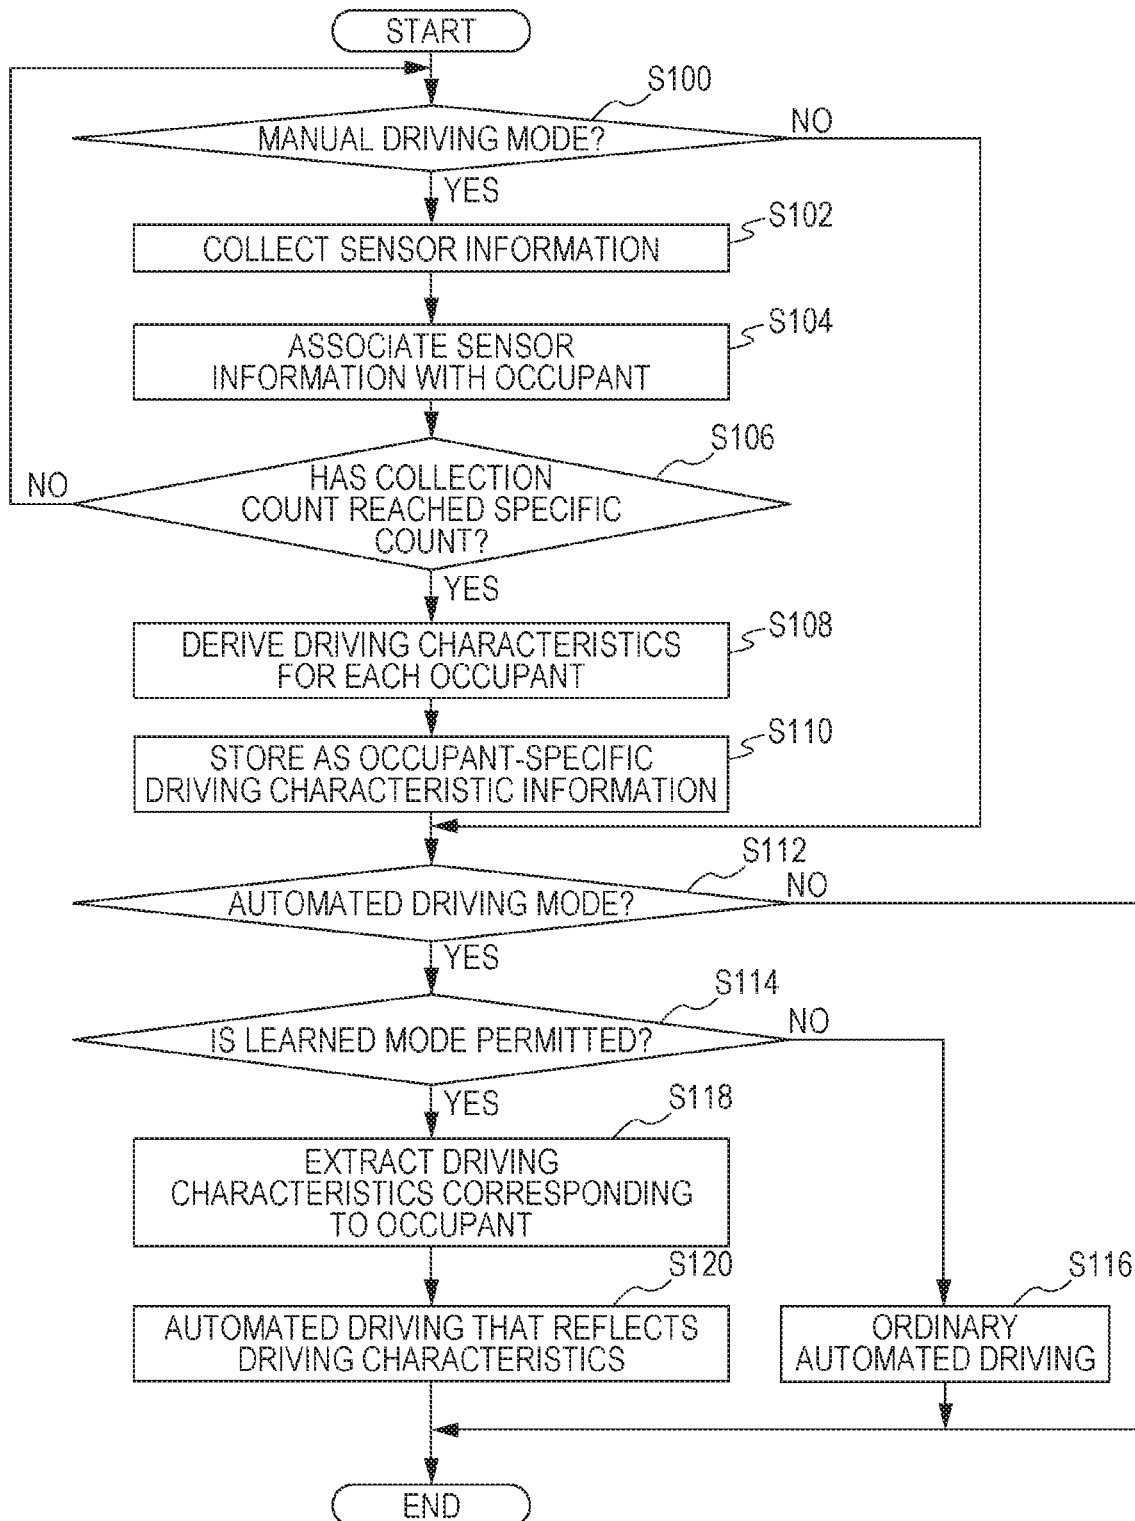 START
S100
MANUAL DRIVING MODE?
NO
YES
S102
COLLECT SENSOR INFORMATION
S104
ASSOCIATE SENSOR
INFORMATION WITH OCCUPANT
S106
HAS COLLECTION
COUNT REACHED SPECIFIC
COUNT?
NO
YES
S108
DERIVE DRIVING CHARACTERISTICS
FOR EACH OCCUPANT
S110
STORE AS OCCUPANT-SPECIFIC
DRIVING CHARACTERISTIC INFORMATION
S112
AUTOMATED DRIVING MODE?
NO
YES
S114
IS LEARNED MODE PERMITTED?
NO
YES
S118
EXTRACT DRIVING
CHARACTERISTICS CORRESPONDING
TO OCCUPANT
S120
AUTOMATED DRIVING THAT REFLECTS
DRIVING CHARACTERISTICS
S116
ORDINARY
AUTOMATED DRIVING
END